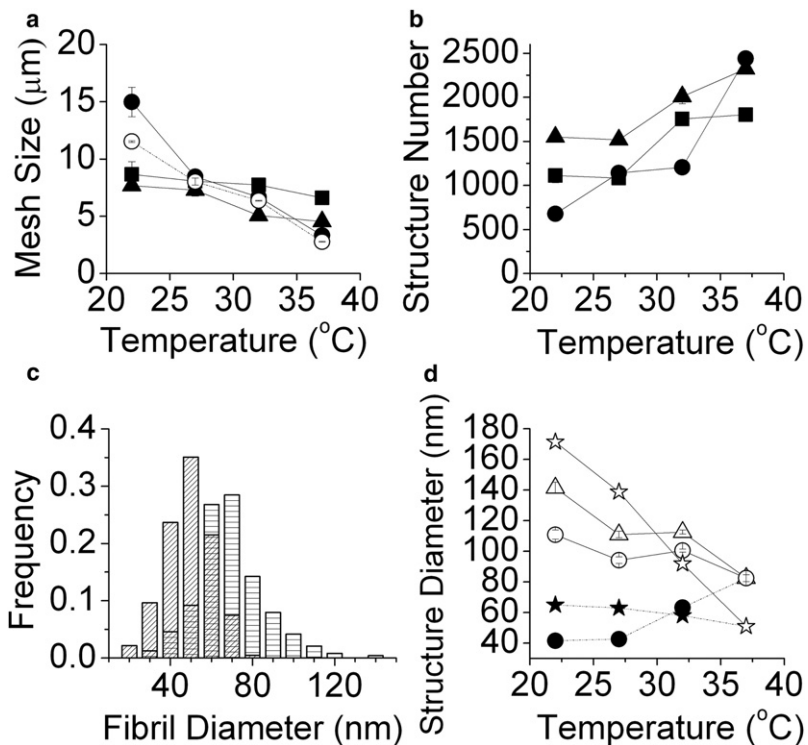 a
20
15
10
5
0
20 25 30 35 40
Mesh Size (μm)
Temperature (°C)
b
2500
2000
1500
1000
500
0
20 25 30 35 40
Structure Number
Temperature (°C)
c
0.4
0.3
0.2
0.1
0.0
40 80 120
Frequency
Fibril Diameter (nm)
d
180
160
140
120
100
80
60
40
20 25 30 35 40
Structure Diameter (nm)
Temperature (°C)